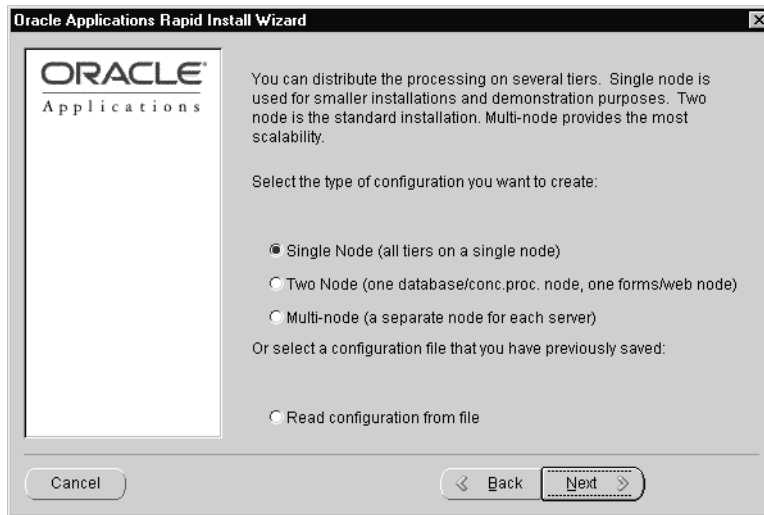 Oracle Applications Rapid Install Wizard
ORACLE®
Applications
You can distribute the processing on several tiers. Single node is
used for smaller installations and demonstration purposes. Two
node is the standard installation. Multi-node provides the most
scalability.
Select the type of configuration you want to create:
Single Node (all tiers on a single node)
Two Node (one database/conc.proc. node, one forms/web node)
Multi-node (a separate node for each server)
Or select a configuration file that you have previously saved:
Read configuration from file
Cancel
Back
Next